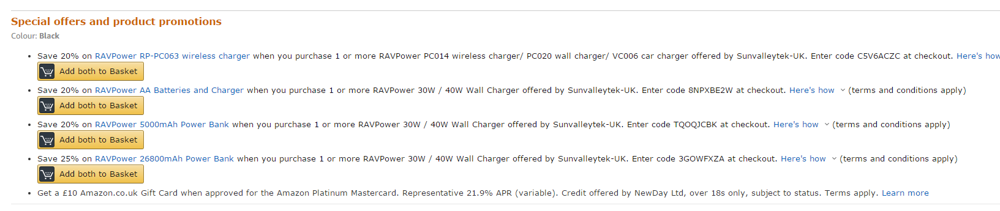 Special offers and product promotions
Colour: Black
Save 20% on RAVPower RP-PC063 wireless charger when you purchase 1 or more RAVPower PC014 wireless charger/ PC020 wall charger/ VC006 car charger offered by Sunvalleytek-UK. Enter code C5V6ACZC at checkout. Here's how
Add both to Basket
Save 20% on RAVPower AA Batteries and Charger when you purchase 1 or more RAVPower 30W / 40W Wall Charger offered by Sunvalleytek-UK. Enter code 8NPXBE2W at checkout. Here's how (terms and conditions apply)
Add both to Basket
Save 20% on RAVPower 5000mAh Power Bank when you purchase 1 or more RAVPower 30W / 40W Wall Charger offered by Sunvalleytek-UK. Enter code TQOQJCBK at checkout. Here's how (terms and conditions apply)
Add both to Basket
Save 25% on RAVPower 26800mAh Power Bank when you purchase 1 or more RAVPower 30W / 40W Wall Charger offered by Sunvalleytek-UK. Enter code 3GOWFXZA at checkout. Here's how (terms and conditions apply)
Add both to Basket
Get a £10 Amazon.co.uk Gift Card when approved for the Amazon Platinum Mastercard. Representative 21.9% APR (variable). Credit offered by NewDay Ltd, over 18s only, subject to status. Terms apply. Learn more